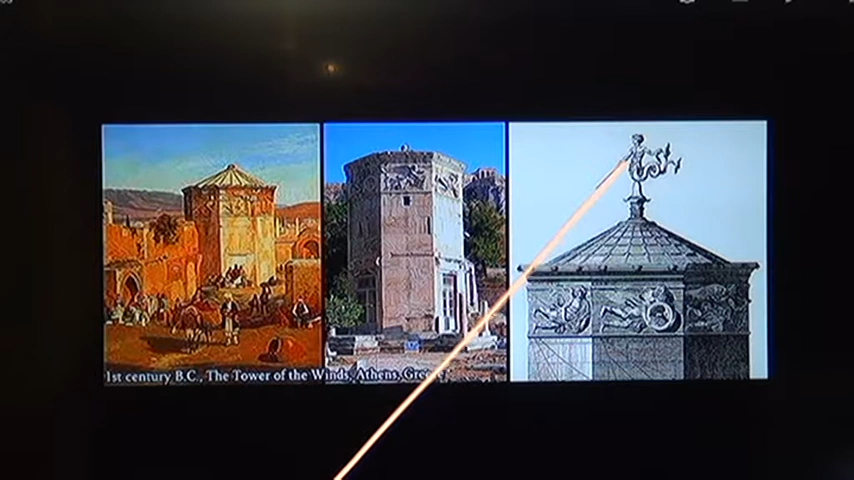 1st century B.C., The Tower of the Winds, Athens, Greece